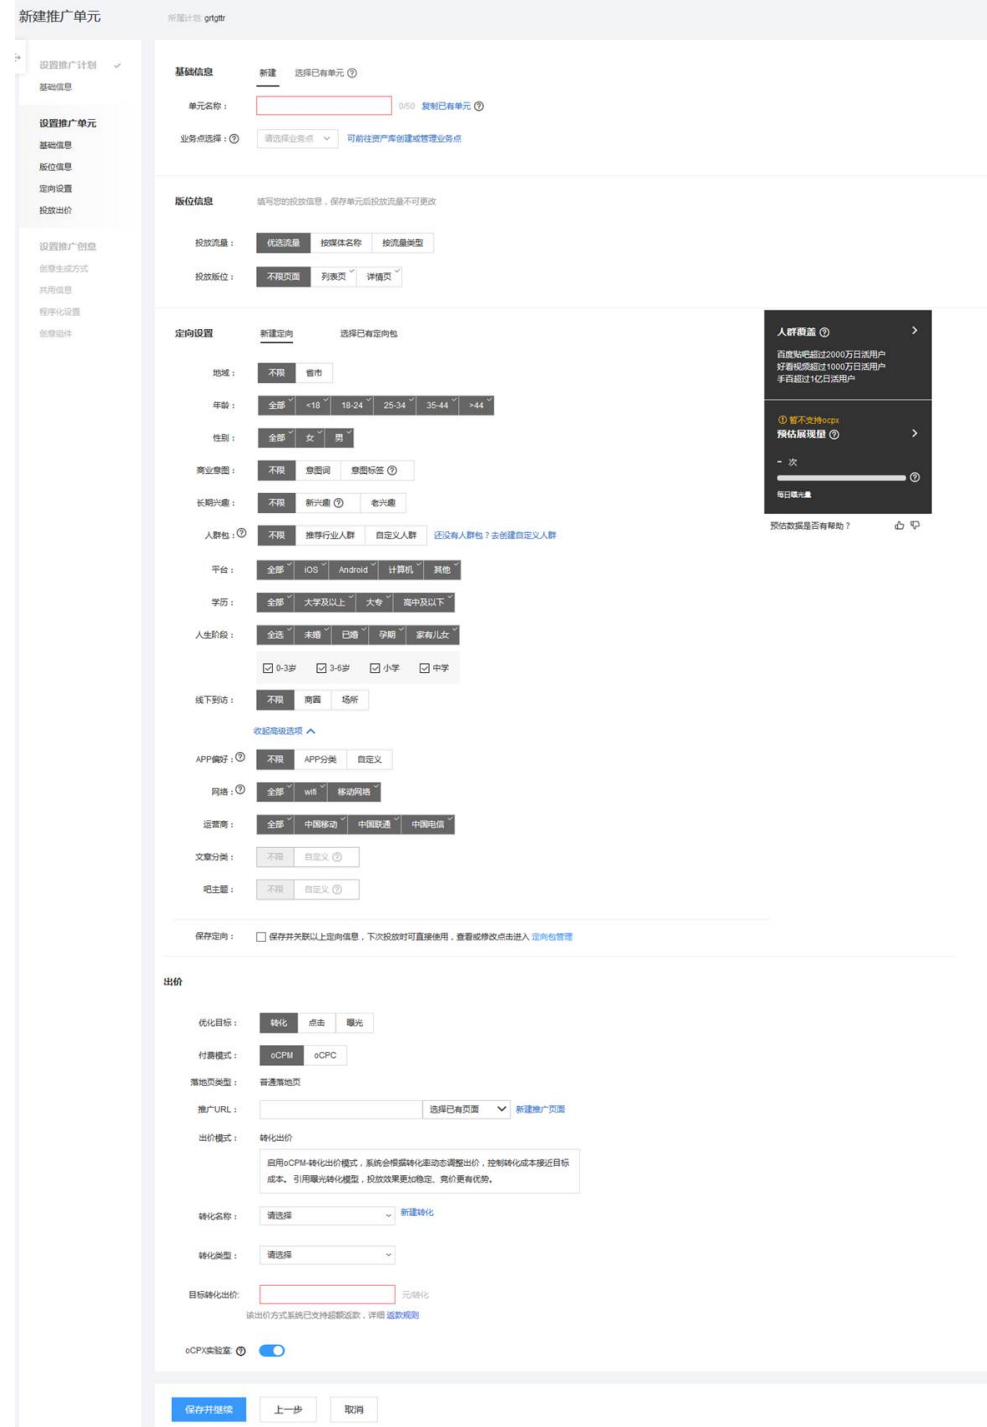 新建推广单元 所属计划: grtgttr
设置推广计划
基础信息
设置推广单元
基础信息
版位信息
定向设置
投放出价
设置推广创意
创意生成方式
共用信息
程序化设置
创意组件
基础信息 新建 选择已有单元
单元名称： 0/50 复制已有单元
业务点选择： 请选择业务点 可前往资产库创建或管理业务点
版位信息 填写您的投放信息，保存单元后投放流量不可更改
投放流量： 优选流量 按媒体名称 按流量类型
投放版位： 不限页面 列表页 详情页
定向设置 新建定向 选择已有定向包
地域： 不限 省市
年龄： 全部 <18 18-24 25-34 35-44 >44
性别： 全部 女 男
商业意图： 不限 意图词 意图标签
长期兴趣： 不限 新兴趣 老兴趣
人群包： 不限 推荐行业人群 自定义人群 还没有人群包？去创建自定义人群
平台： 全部 iOS Android 计算机 其他
学历： 全部 大学及以上 大专 高中及以下
人生阶段： 全选 未婚 已婚 孕期 家有儿女
0-3岁 3-6岁 小学 中学
线下到访： 不限 商圈 场所
收起高级选项
APP偏好： 不限 APP分类 自定义
网络： 全部 wifi 移动网络
运营商： 全部 中国移动 中国联通 中国电信
文章分类： 不限 自定义
吧主题： 不限 自定义
保存定向： 保存并关联以上定向信息，下次投放时可直接使用，查看或修改点击进入 定向包管理
人群覆盖
百度贴吧超过2000万日活用户
好看视频超过1000万日活用户
手百超过1亿日活用户
暂不支持ocpx
预估展现量
- 次
每日曝光量
预估数据是否有帮助？
出价
优化目标： 转化 点击 曝光
付费模式： oCPM oCPC
落地页类型： 普通落地页
推广URL： 选择已有页面 新建推广页面
出价模式： 转化出价
启用oCPM-转化出价模式，系统会根据转化率动态调整出价，控制转化成本接近目标
成本。引用曝光转化模型，投放效果更加稳定、竞价更有优势。
转化名称： 请选择 新建转化
转化类型： 请选择
目标转化出价: 元/转化
该出价方式系统已支持超额返款，详细 返款规则
oCPX实验室:
保存并继续 上一步 取消